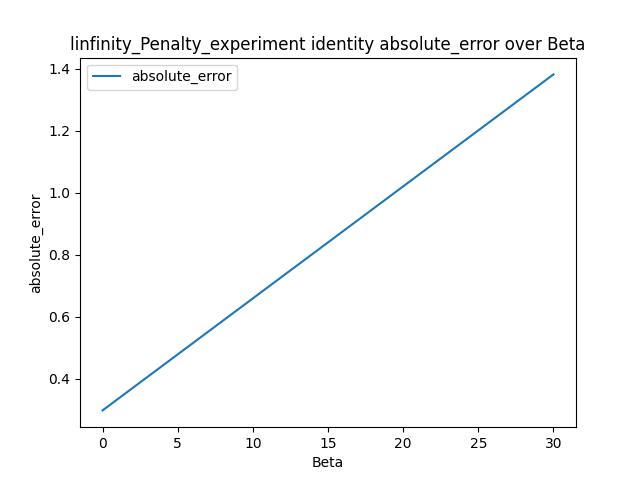 linfinity_Penalty_experiment identity absolute_error over Beta
absolute_error
1.4
1.2
1.0
0.8
0.6
0.4
absolute_error
0 5 10 15 20 25 30
Beta